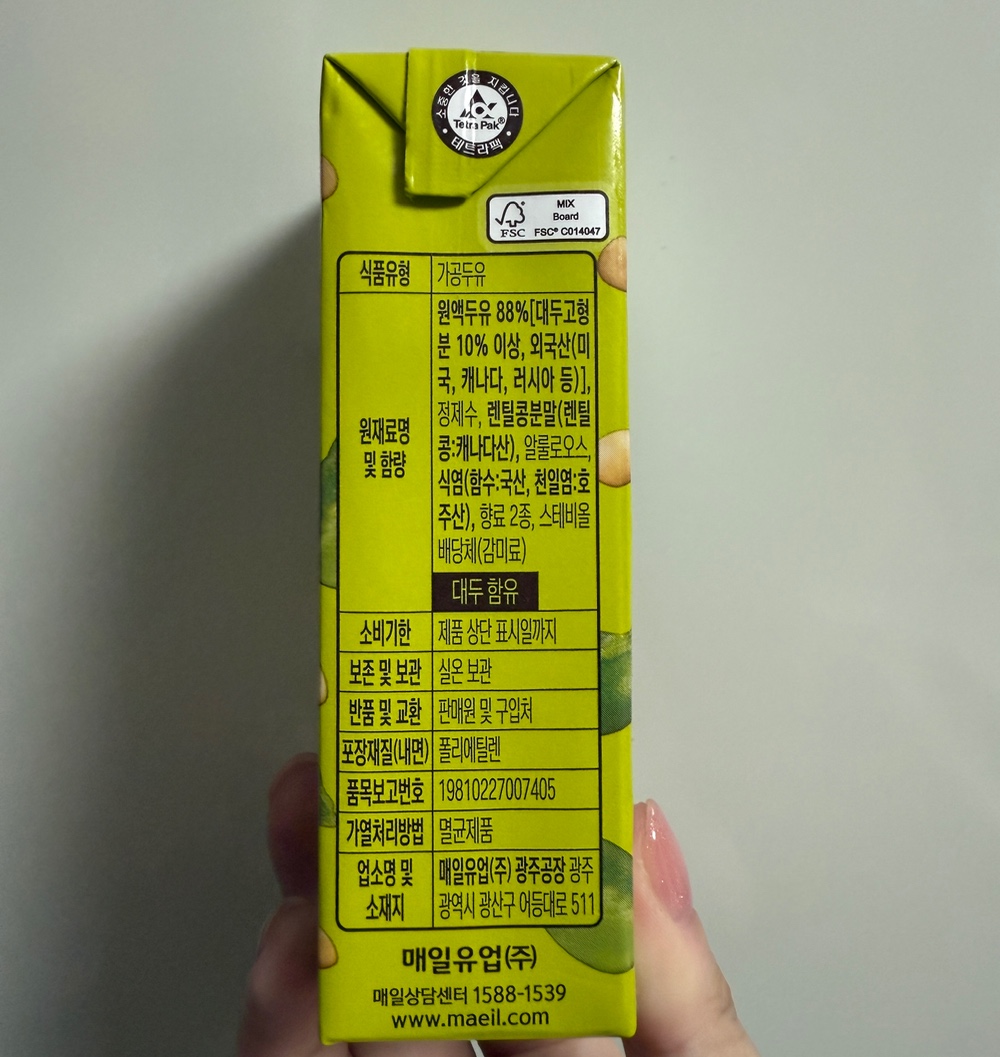 소중한 것을 지킵니다
Tetra Pak®
테트라팩
MIX
Board
FSC
FSC® C014047
식품유형 가공두유
원재료명
및 함량
원액두유 88%[대두고형
분 10% 이상, 외국산(미
국, 캐나다, 러시아 등)],
정제수, 렌틸콩분말(렌틸
콩:캐나다산), 알룰로오스,
식염(함수:국산, 천일염:호
주산), 향료 2종, 스테비올
배당체(감미료)
대두 함유
소비기한 제품 상단 표시일까지
보존 및 보관 실온 보관
반품 및 교환 판매원 및 구입처
포장재질(내면) 폴리에틸렌
품목보고번호 19810227007405
가열처리방법 멸균제품
업소명 및
소재지
매일유업(주) 광주공장 광주
광역시 광산구 어등대로 511
매일유업(주)
매일상담센터 1588-1539
www.maeil.com